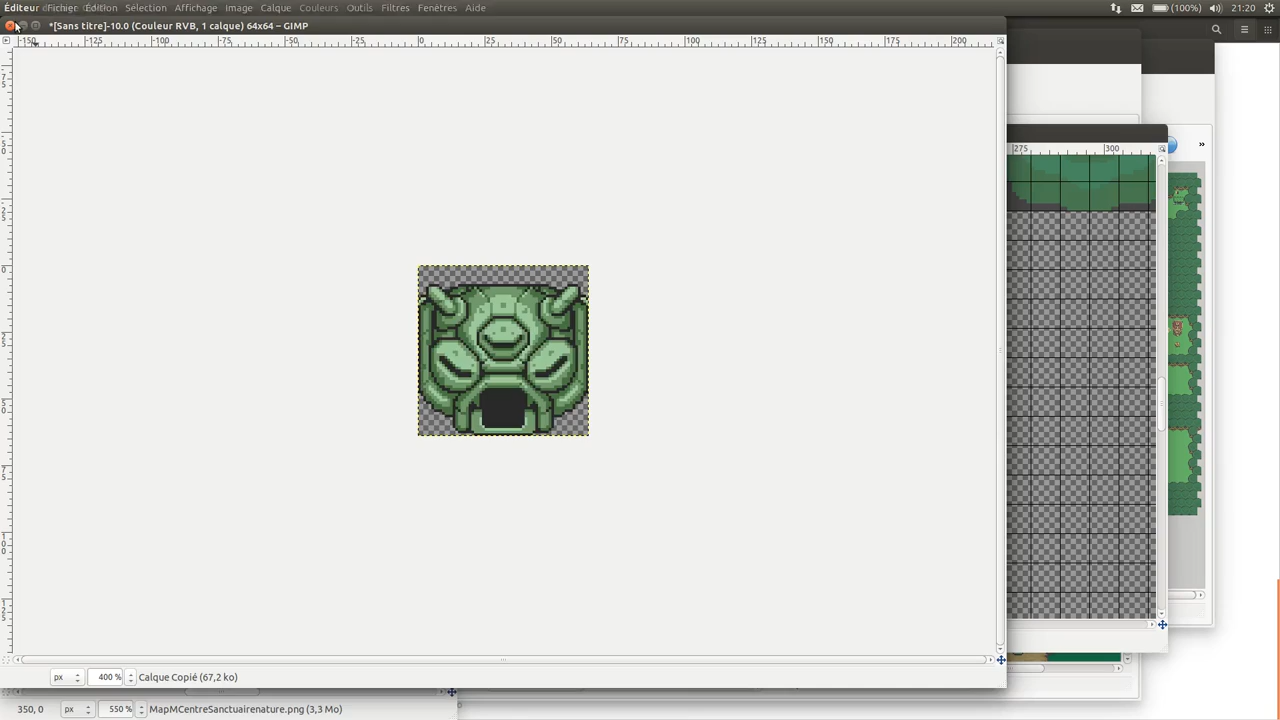 Éditeur Fichier Édition Sélection Affichage Image Calque Couleurs Outils Filtres Fenêtres Aide (100%) 21:20
*[Sans titre]-10.0 (Couleur RVB, 1 calque) 64x64 – GIMP
-150 -125 -100 -75 -50 -25 0 25 50 75 100 125 150 175 200
275 300
»
px 400 % Calque Copié (67,2 ko)
350, 0 px 550 % MapMCentreSanctuairenature.png (3,3 Mo)